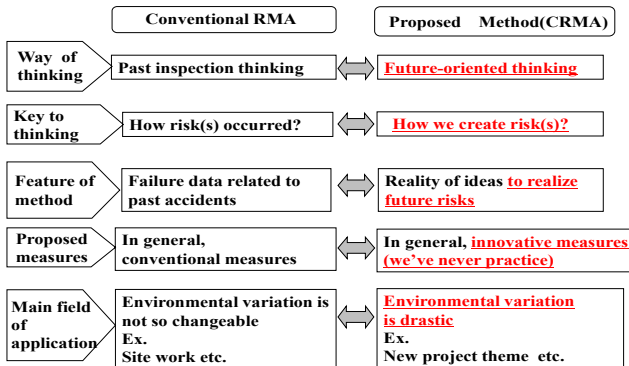 Conventional RMA
Proposed Method(CRMA)
Way of
thinking
Past inspection thinking
Future-oriented thinking
Key to
thinking
How risk(s) occurred?
How we create risk(s)?
Feature of
method
Failure data related to
past accidents
Reality of ideas to realize
future risks
Proposed
measures
In general,
conventional measures
In general, innovative measures
(we've never practice)
Main field
of
application
Environmental variation is
not so changeable
Ex.
Site work etc.
Environmental variation
is drastic
Ex.
New project theme etc.